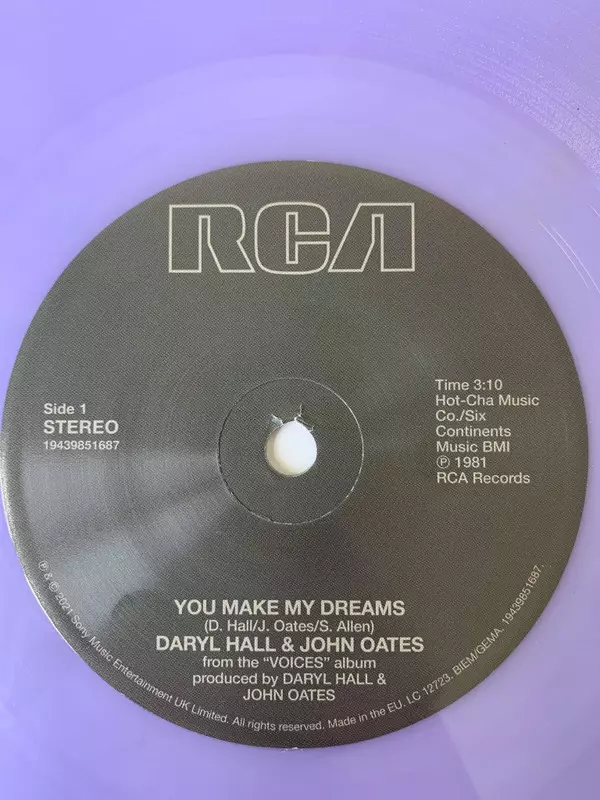 RCA
Side 1
STEREO
19439851687
Time 3:10
Hot-Cha Music
Co./Six
Continents
Music BMI
℗ 1981
RCA Records
YOU MAKE MY DREAMS
(D. Hall/J. Oates/S. Allen)
DARYL HALL & JOHN OATES
from the “VOICES” album
produced by DARYL HALL &
JOHN OATES
℗ & © 2021 Sony Music Entertainment UK Limited. All rights reserved. Made in the EU. LC 12723. BIEM/GEMA. 19439851687.